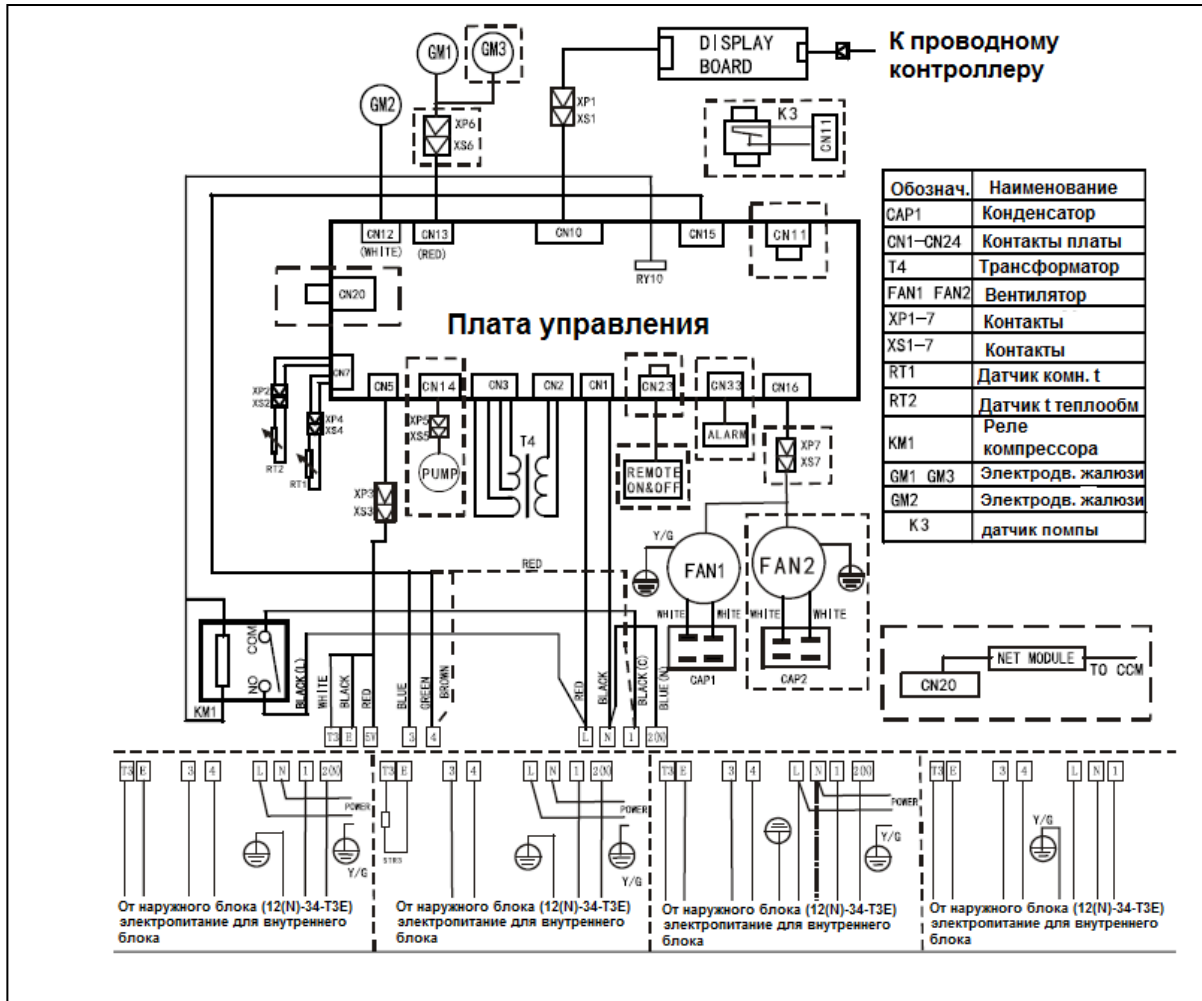 GM1
GM3
GM2
DISPLAY
BOARD
К проводному
контроллеру
XP1
XS1
K3
CN11
XP6
XS6
CN12
(WHITE)
CN13
(RED)
CN10
CN15
CN11
RY10
CN20
Плата управления
CN7
CN5
CN14
CN3
CN2
CN1
CN23
CN33
CN16
XP2
XS2
XP4
XS4
RT2
RT1
XP5
XS5
PUMP
T4
REMOTE
ON&OFF
ALARM
XP7
XS7
XP3
XS3
Y/G
FAN1
FAN2
RED
WHITE
WHITE
WHITE
WHITE
CAP1
CAP2
Обознач. Наименование
CAP1 Конденсатор
CN1-CN24 Контакты платы
T4 Трансформатор
FAN1 FAN2 Вентилятор
XP1-7 Контакты
XS1-7 Контакты
RT1 Датчик комн. t
RT2 Датчик t теплообм
KM1 Реле
компрессора
GM1 GM3 Электродв. жалюзи
GM2 Электродв. жалюзи
K3 датчик помпы
NET MODULE
TO CCM
CN20
COM
NO
KM1
BLACK(L)
WHITE
BLACK
RED
BLUE
GREEN
BROWN
RED
BLACK
BLACK(C)
BLUE(N)
T3 E 5V 3 4 L N 1 2(N)
T3 E 3 4 L N 1 2(N)
POWER
Y/G
От наружного блока (12(N)-34-T3E)
электропитание для внутреннего
блока
T3 E 3 4 L N 1 2(N)
POWER
Y/G
От наружного блока (12(N)-34-T3E)
электропитание для внутреннего
блока
T3 E 3 4 L N 1 2(N)
POWER
Y/G
От наружного блока (12(N)-34-T3E)
электропитание для внутреннего
блока
T3 E 3 4 L N 1
Y/G
От наружного блока (12(N)-34-T3E)
электропитание для внутреннего
блока